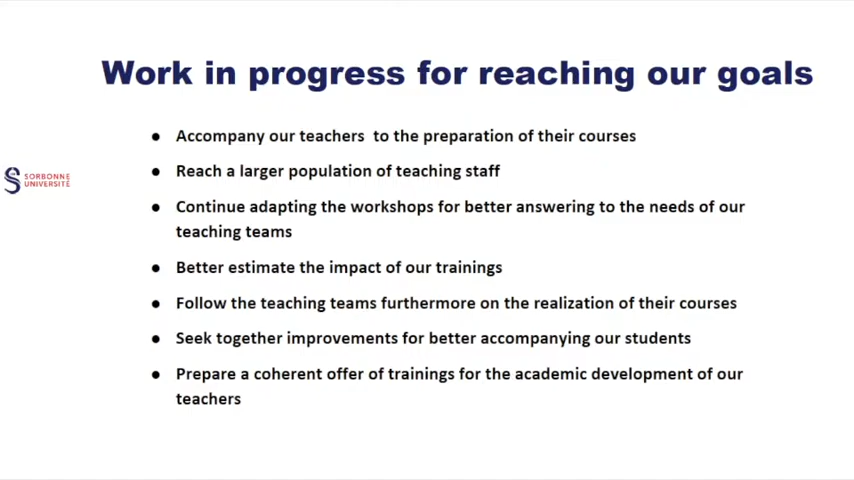 Work in progress for reaching our goals
● Accompany our teachers to the preparation of their courses
● Reach a larger population of teaching staff
SORBONNE
UNIVERSITÉ
● Continue adapting the workshops for better answering to the needs of our
teaching teams
● Better estimate the impact of our trainings
● Follow the teaching teams furthermore on the realization of their courses
● Seek together improvements for better accompanying our students
● Prepare a coherent offer of trainings for the academic development of our
teachers